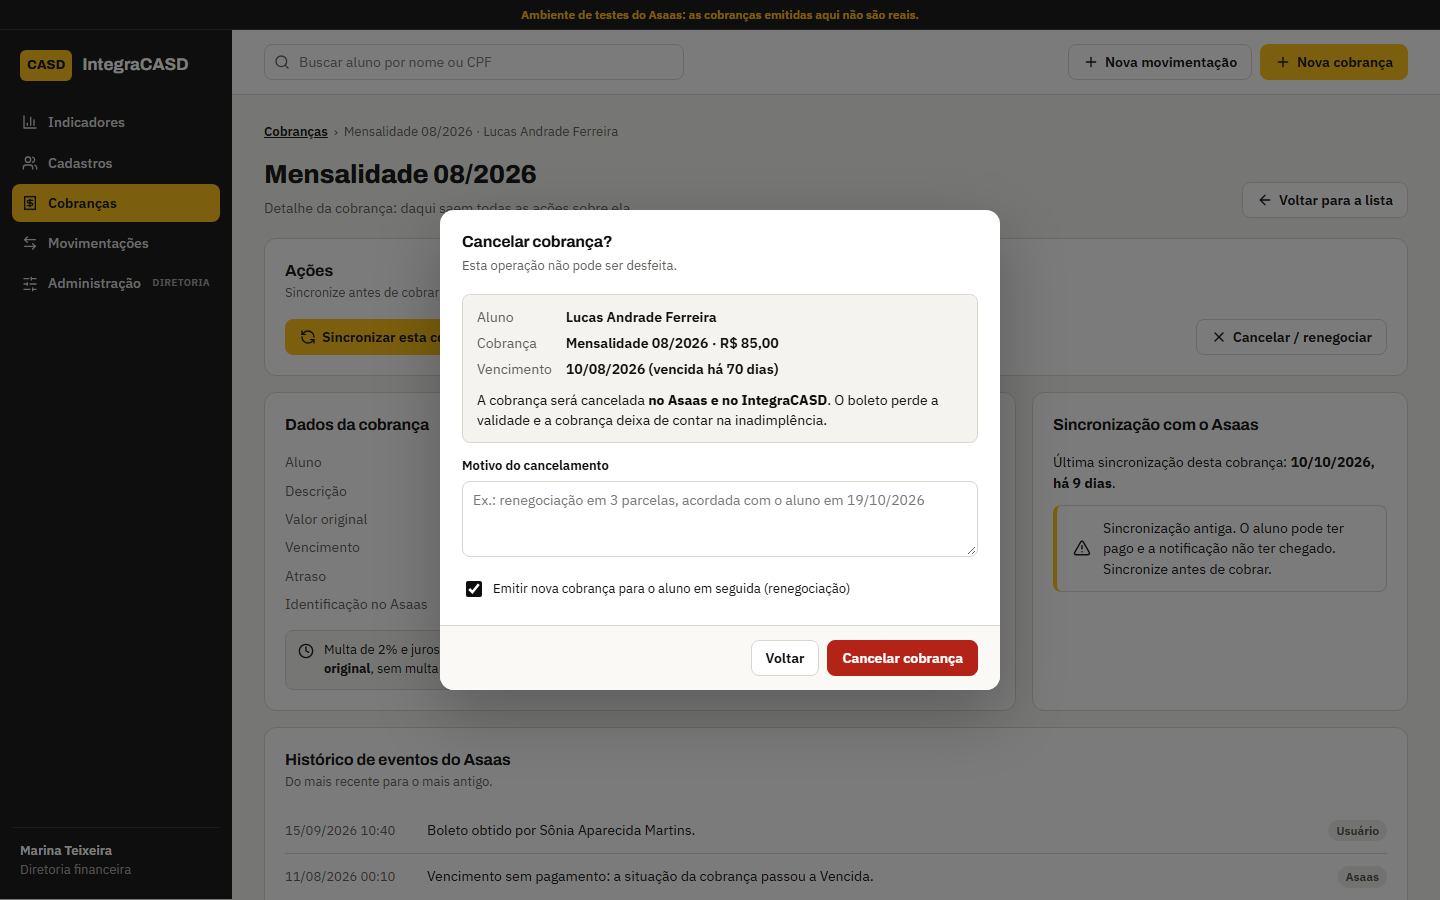 Ambiente de testes do Asaas: as cobranças emitidas aqui não são reais.
CASD IntegraCASD
Buscar aluno por nome ou CPF
Nova movimentação
Nova cobrança
Indicadores
Cadastros
Cobranças
Movimentações
Administração DIRETORIA
Marina Teixeira
Diretoria financeira
Cobranças › Mensalidade 08/2026 · Lucas Andrade Ferreira
Mensalidade 08/2026
Detalhe da cobrança: daqui saem todas as ações sobre ela
Voltar para a lista
Ações
Sincronize antes de cobrar
Sincronizar esta
Cancelar / renegociar
Cancelar cobrança?
Esta operação não pode ser desfeita.
Aluno Lucas Andrade Ferreira
Cobrança Mensalidade 08/2026 · R$ 85,00
Vencimento 10/08/2026 (vencida há 70 dias)
A cobrança será cancelada no Asaas e no IntegraCASD. O boleto perde a
validade e a cobrança deixa de contar na inadimplência.
Motivo do cancelamento
Ex.: renegociação em 3 parcelas, acordada com o aluno em 19/10/2026
Emitir nova cobrança para o aluno em seguida (renegociação)
Voltar
Cancelar cobrança
Dados da cobrança
Aluno
Descrição
Valor original
Vencimento
Atraso
Identificação no Asaas
Multa de 2% e juros
original, sem multa
Sincronização com o Asaas
Última sincronização desta cobrança: 10/10/2026,
há 9 dias.
Sincronização antiga. O aluno pode ter
pago e a notificação não ter chegado.
Sincronize antes de cobrar.
Histórico de eventos do Asaas
Do mais recente para o mais antigo.
15/09/2026 10:40 Boleto obtido por Sônia Aparecida Martins. Usuário
11/08/2026 00:10 Vencimento sem pagamento: a situação da cobrança passou a Vencida. Asaas